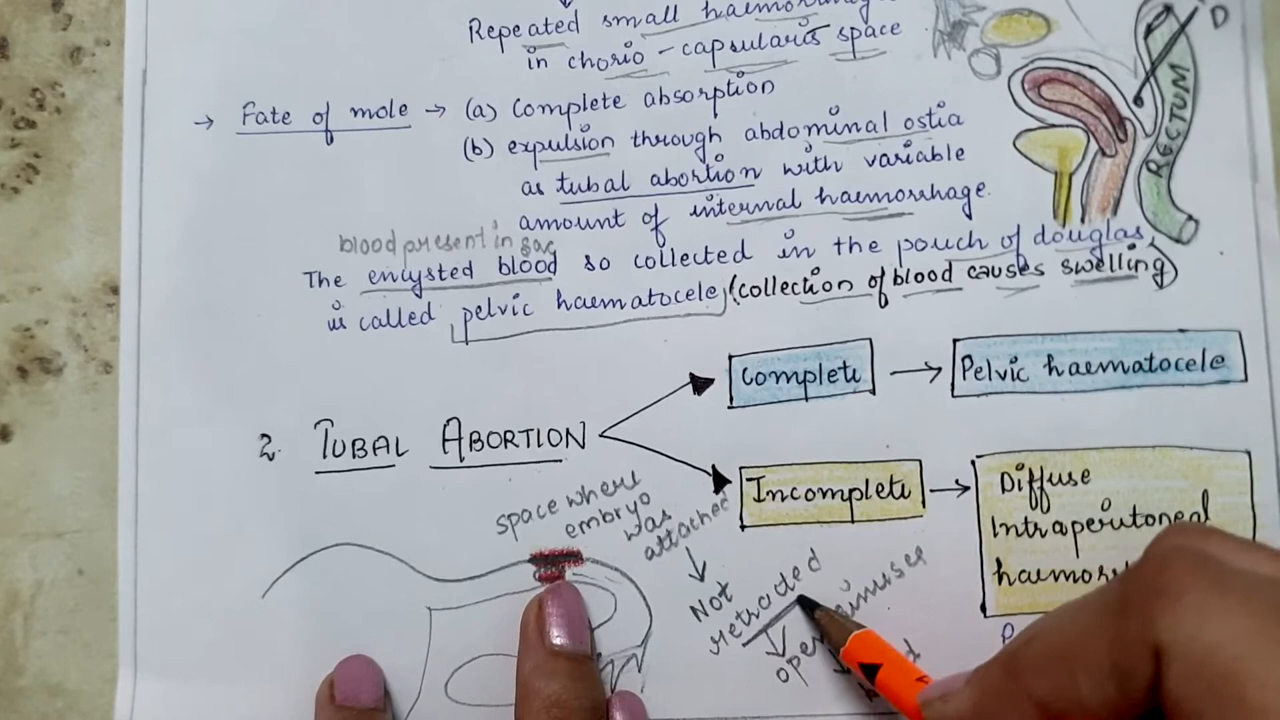 Repeated small haemorrhage
in chorio-capsularis space
→ Fate of mole → (a) Complete absorption
(b) expulsion through abdominal ostia
as tubal abortion with variable
amount of internal haemorrhage.
blood present in sac
The encysted blood so collected in the pouch of douglas,
is called pelvic haematocele (collection of blood causes swelling)
D
RECTUM
2. TUBAL ABORTION
Complete → Pelvic haematocele
Incomplete → Diffuse
Intraperitoneal
space where
embryo
was
attached
Not
retracted
open sinuses